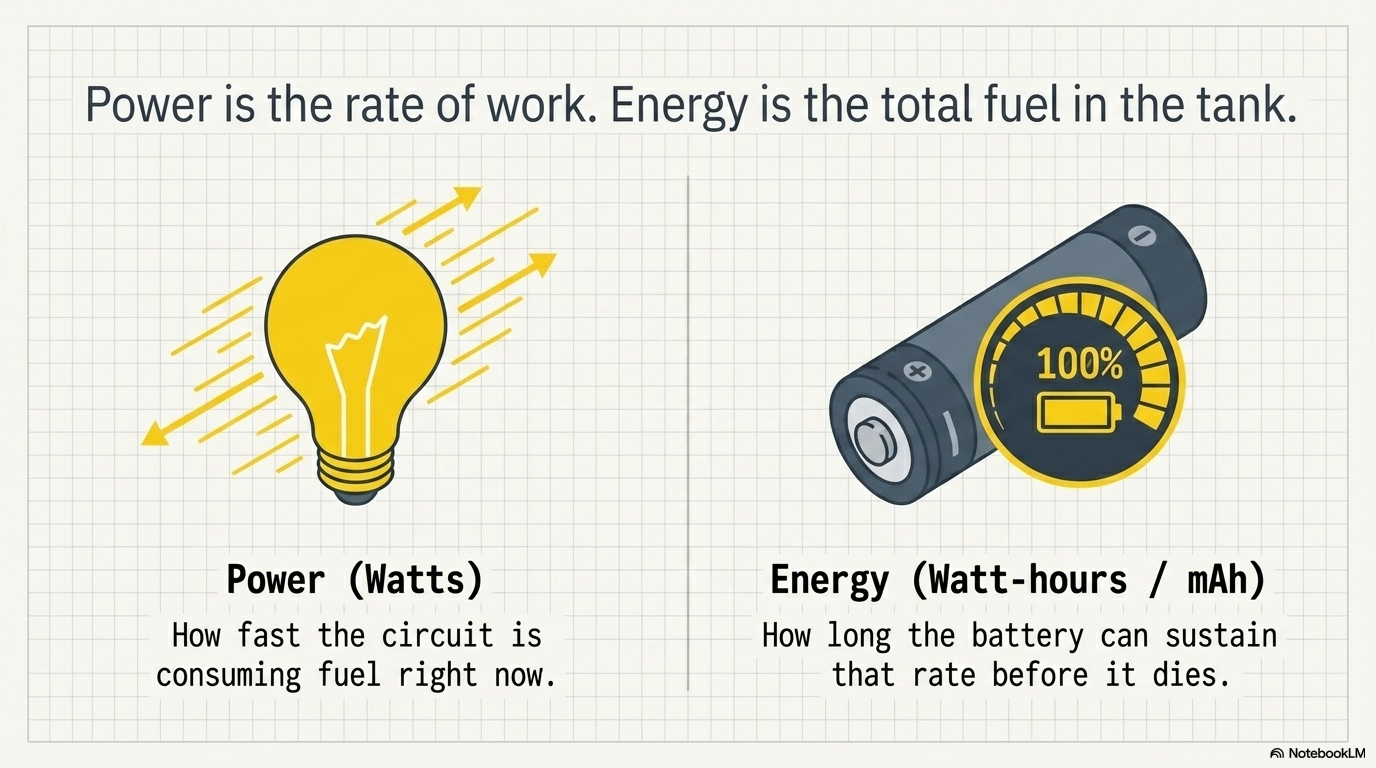 Power is the rate of work. Energy is the total fuel in the tank.
100%
Power (Watts)
How fast the circuit is
consuming fuel right now.
Energy (Watt-hours / mAh)
How long the battery can sustain
that rate before it dies.
NotebookLM